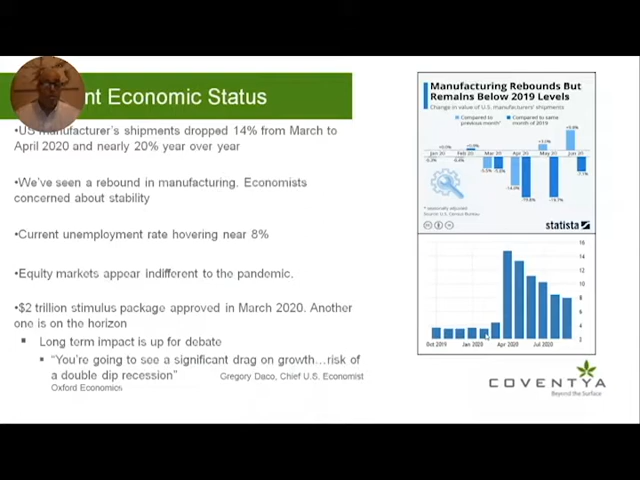 nt Economic Status
•US manufacturer's shipments dropped 14% from March to
April 2020 and nearly 20% year over year
•We've seen a rebound in manufacturing. Economists
concerned about stability
•Current unemployment rate hovering near 8%
•Equity markets appear indifferent to the pandemic.
•$2 trillion stimulus package approved in March 2020. Another
one is on the horizon
▪ Long term impact is up for debate
▪ "You're going to see a significant drag on growth…risk of
a double dip recession" Gregory Daco, Chief U.S. Economist
Oxford Economics
Manufacturing Rebounds But
Remains Below 2019 Levels
Change in value of U.S. manufacturers' shipments
Compared to previous month*
Compared to same month of 2019
Jan 20 Feb 20 Mar 20 Apr 20 May 20 Jun 20
* seasonally adjusted
Source: U.S. Census Bureau
statista
16
14
12
10
8
6
4
2
Oct 2019 Jan 2020 Apr 2020 Jul 2020
COVENTYA
Beyond the Surface